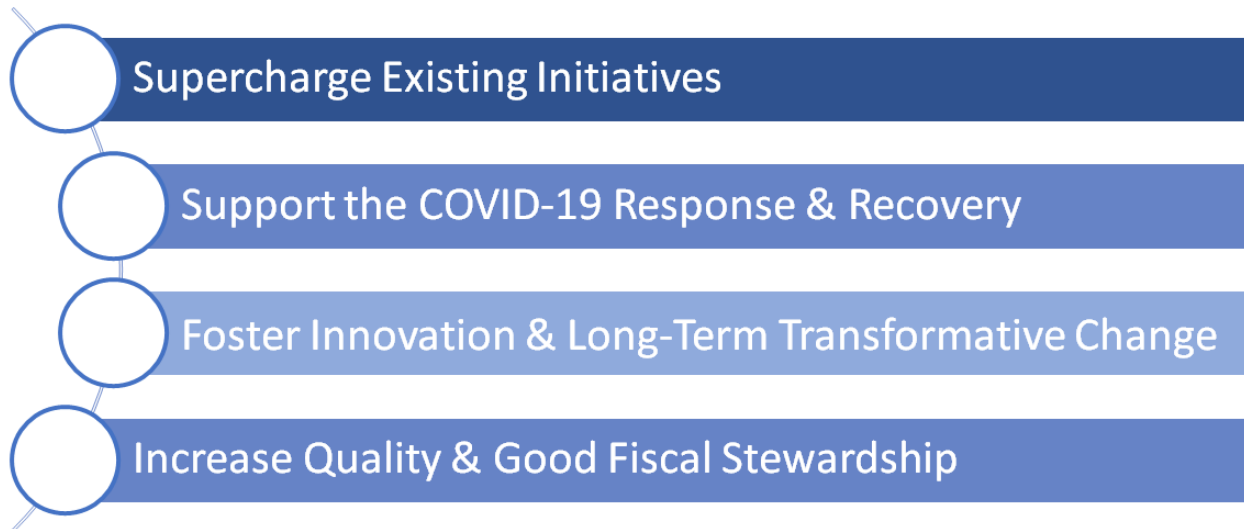 Supercharge Existing Initiatives
Support the COVID-19 Response & Recovery
Foster Innovation & Long-Term Transformative Change
Increase Quality & Good Fiscal Stewardship